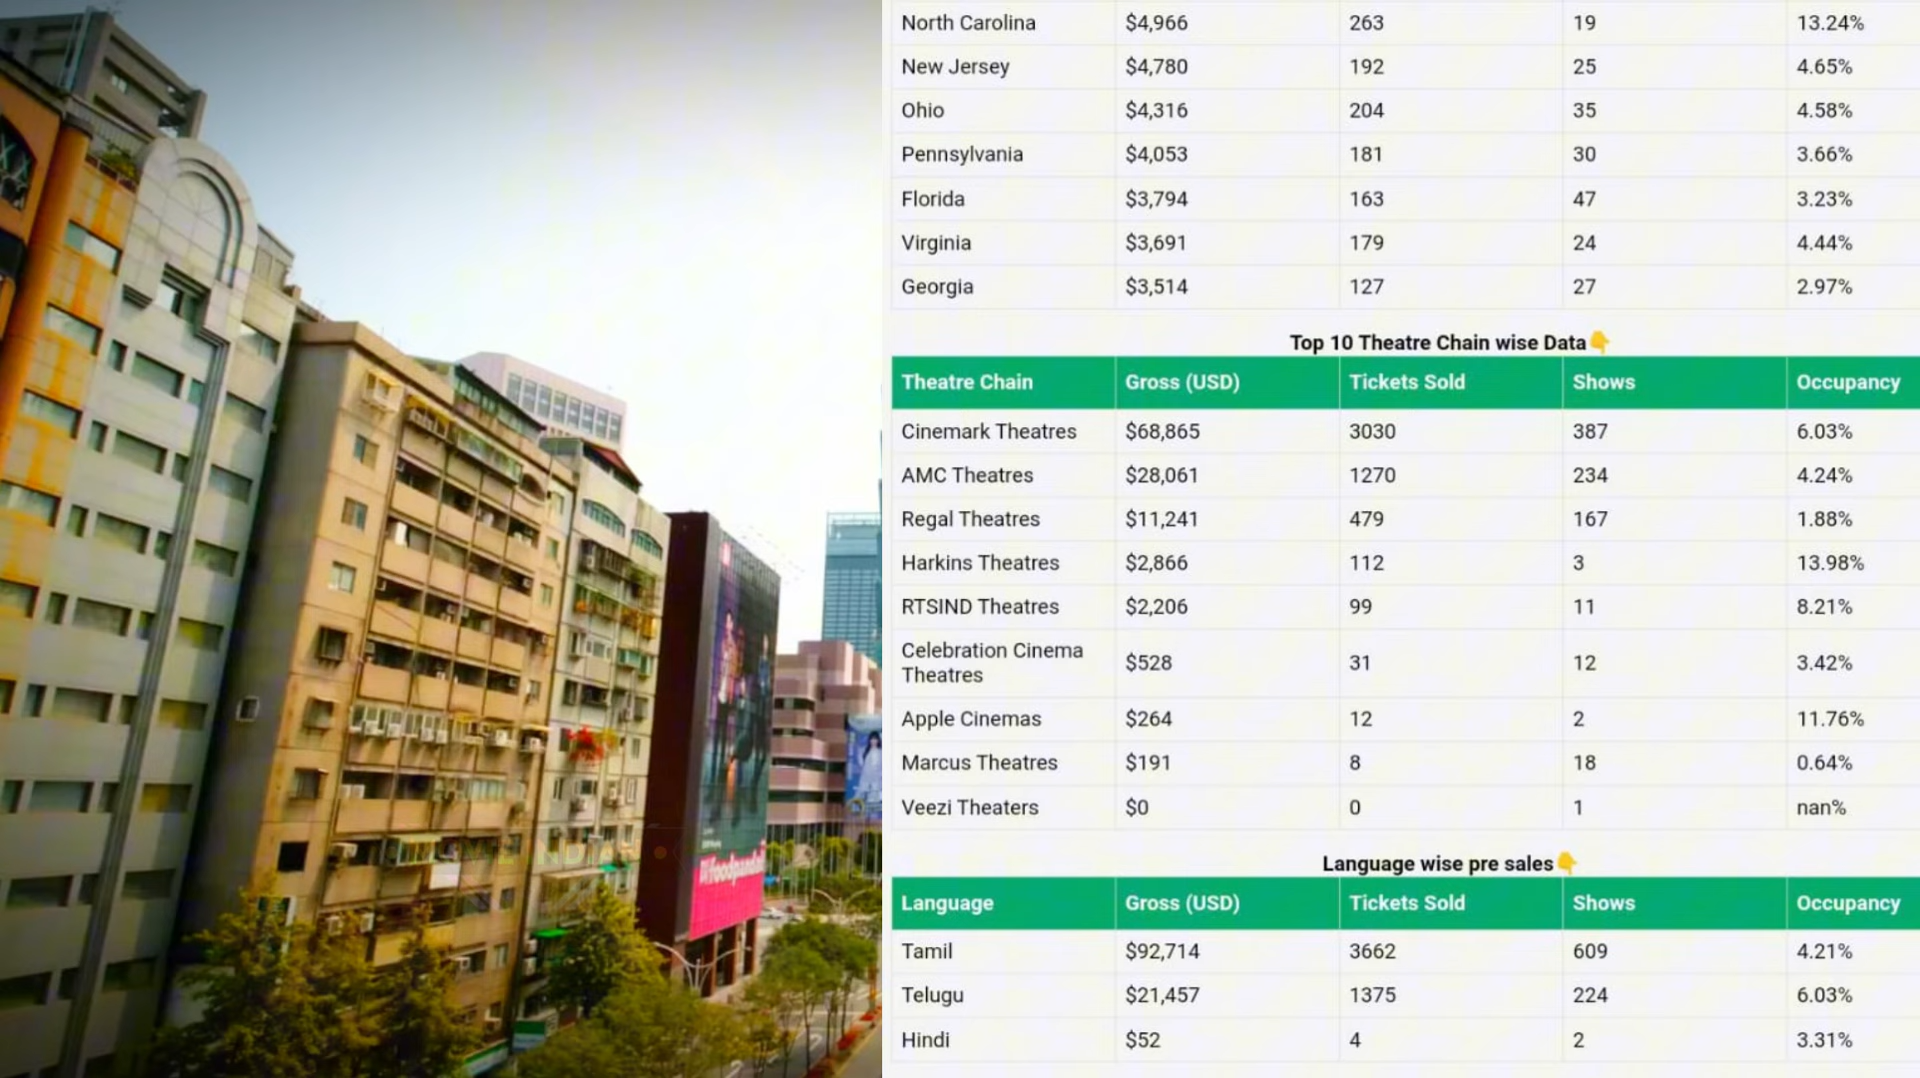 #foodpanda
North Carolina $4,966 263 19 13.24%
New Jersey $4,780 192 25 4.65%
Ohio $4,316 204 35 4.58%
Pennsylvania $4,053 181 30 3.66%
Florida $3,794 163 47 3.23%
Virginia $3,691 179 24 4.44%
Georgia $3,514 127 27 2.97%
Top 10 Theatre Chain wise Data👇
Theatre Chain Gross (USD) Tickets Sold Shows Occupancy
Cinemark Theatres $68,865 3030 387 6.03%
AMC Theatres $28,061 1270 234 4.24%
Regal Theatres $11,241 479 167 1.88%
Harkins Theatres $2,866 112 3 13.98%
RTSIND Theatres $2,206 99 11 8.21%
Celebration Cinema
Theatres $528 31 12 3.42%
Apple Cinemas $264 12 2 11.76%
Marcus Theatres $191 8 18 0.64%
Veezi Theaters $0 0 1 nan%
Language wise pre sales👇
Language Gross (USD) Tickets Sold Shows Occupancy
Tamil $92,714 3662 609 4.21%
Telugu $21,457 1375 224 6.03%
Hindi $52 4 2 3.31%